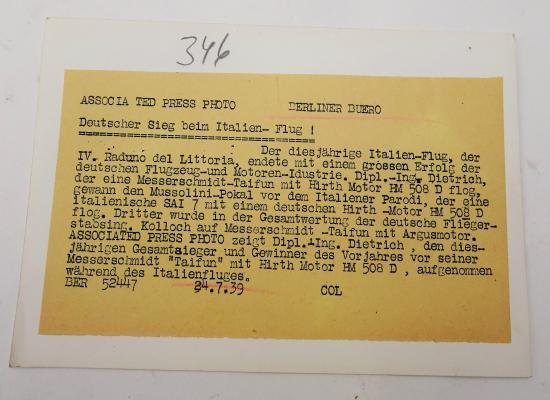 346
ASSOCIA TED PRESS PHOTO BERLINER BUERO
Deutscher Sieg beim Italien- Flug !
===================================
Der diesjährige Italien-Flug, der
IV. Raduno del Littoria, endete mit einem grossen Erfolg der
deutschen Flugzeug-und Motoren-Idustrie. Dipl.-Ing. Dietrich,
der eine Messerschmidt-Taifun mit Hirth Motor HM 508 D flog,
gewann den Mussolini-Pokal vor dem Italiener Parodi, der eine
Italienische SAI 7 mit einem deutschen Hirth -Motor HM 508 D
flog. Dritter wurde in der Gesamtwertung der deutsche Flieger-
stabsing. Kolloch auf Messerschmidt -Taifun mit Argusmotor.
ASSOCIATED PRESS PHOTO zeigt Dipl.-Ing. Dietrich , dem dies-
jährigen Gesamtsieger und Gewinner des Vorjahres vor seiner
Messerschmidt "Taifun" mit Hirth Motor HM 508 D , aufgenommen
während des Italienfluges.
BER 52447 24.7.39 COL